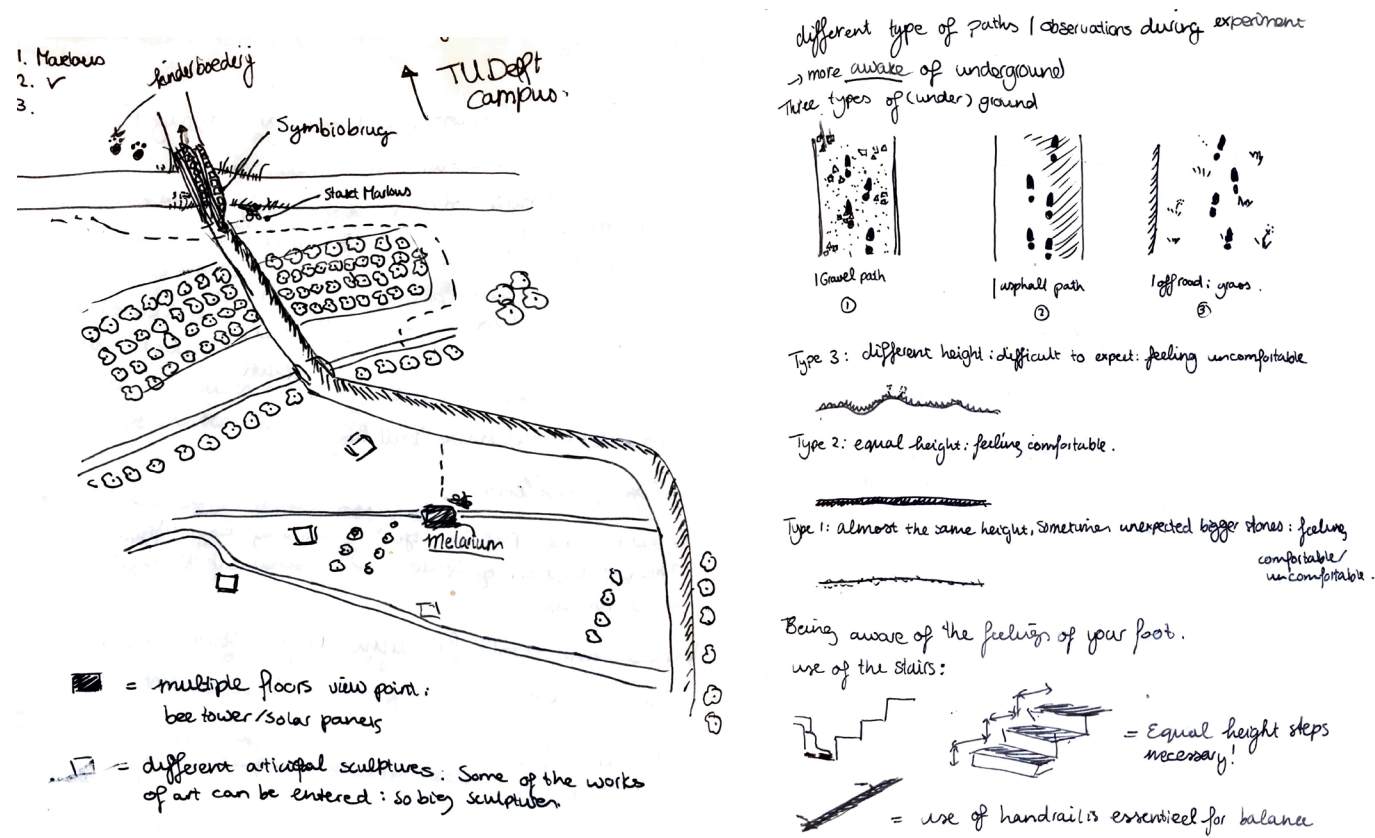 1. Marlous
2. ✓
3.
kinderboederij
TU Delft
campus.
Symbiobrug
Start Marlous
Melarium
= multiple floors view point:
bee tower/solar panels
= different articipal sculptures: Some of the works
of art can be entered: so big sculptures.
different type of paths / observations during experiment
→ more awake of underground
Three types of (under) ground
| Gravel path
①
| asphalt path
②
| offroad: grass.
③
Type 3: different height: difficult to expect: feeling uncomfortable
Type 2: equal height: feeling comfortable.
Type 1: almost the same height, sometimes unexpected bigger stones: feeling
comfortable/
uncomfortable.
Being aware of the feelings of your foot.
use of the stairs:
= Equal height steps
necessary!
= use of handrail is essentieel for balance